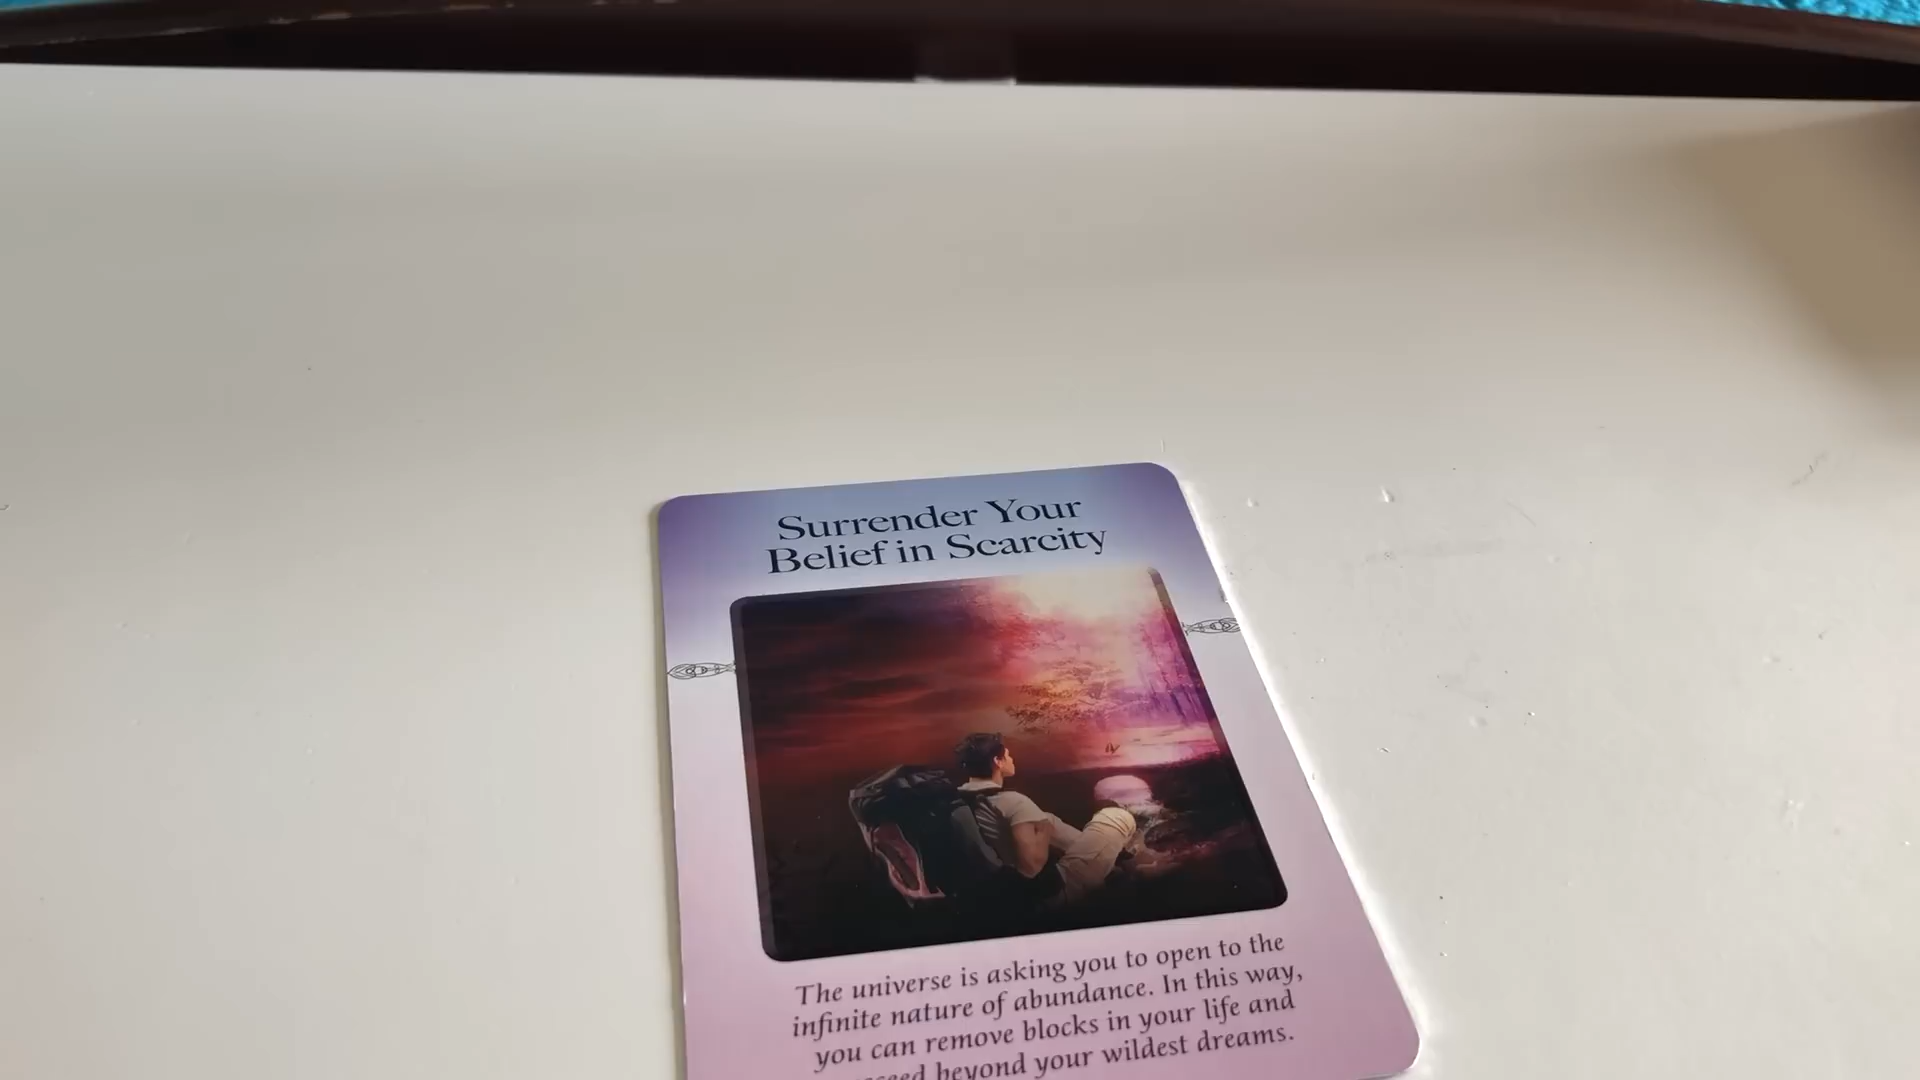 Surrender Your
Belief in Scarcity
The universe is asking you to open to the
infinite nature of abundance. In this way,
you can remove blocks in your life and
beyond your wildest dreams.